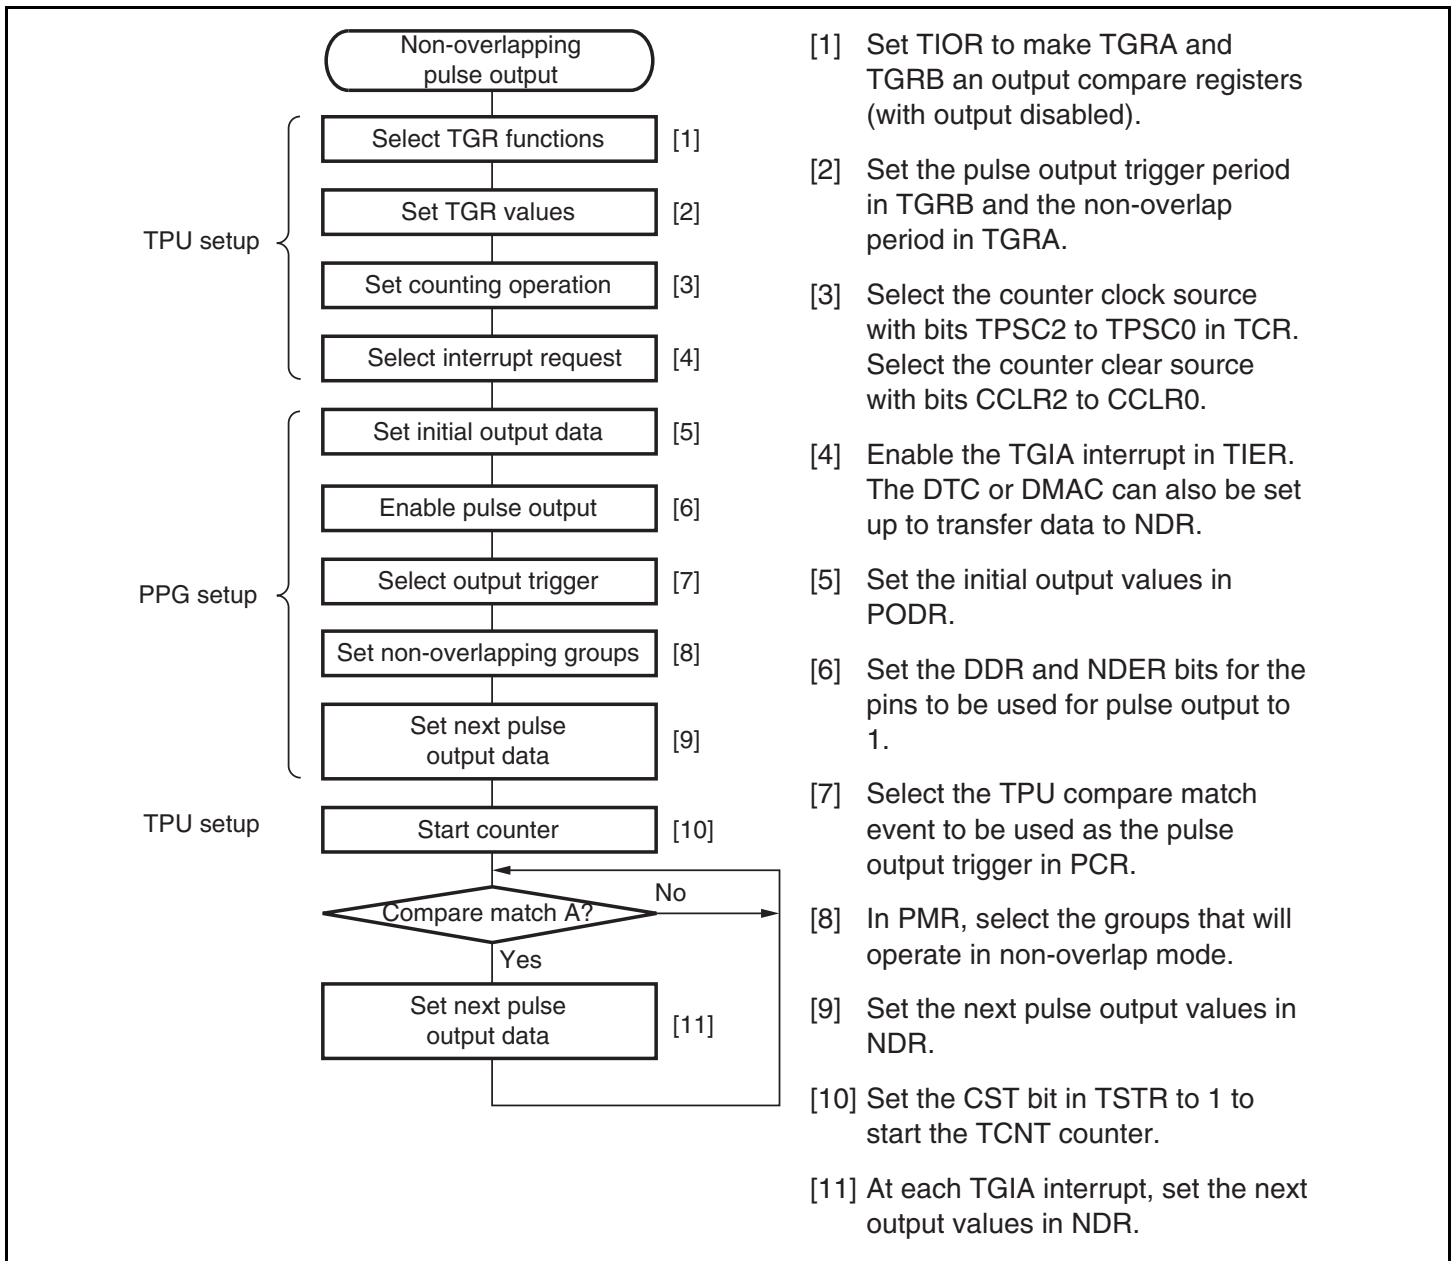 Non-overlapping
pulse output
TPU setup
Select TGR functions [1]
Set TGR values [2]
Set counting operation [3]
Select interrupt request [4]
PPG setup
Set initial output data [5]
Enable pulse output [6]
Select output trigger [7]
Set non-overlapping groups [8]
Set next pulse
output data
[9]
TPU setup
Start counter [10]
Compare match A?
No
Yes
Set next pulse
output data
[11]
[1] Set TIOR to make TGRA and
TGRB an output compare registers
(with output disabled).
[2] Set the pulse output trigger period
in TGRB and the non-overlap
period in TGRA.
[3] Select the counter clock source
with bits TPSC2 to TPSC0 in TCR.
Select the counter clear source
with bits CCLR2 to CCLR0.
[4] Enable the TGIA interrupt in TIER.
The DTC or DMAC can also be set
up to transfer data to NDR.
[5] Set the initial output values in
PODR.
[6] Set the DDR and NDER bits for the
pins to be used for pulse output to
1.
[7] Select the TPU compare match
event to be used as the pulse
output trigger in PCR.
[8] In PMR, select the groups that will
operate in non-overlap mode.
[9] Set the next pulse output values in
NDR.
[10] Set the CST bit in TSTR to 1 to
start the TCNT counter.
[11] At each TGIA interrupt, set the next
output values in NDR.